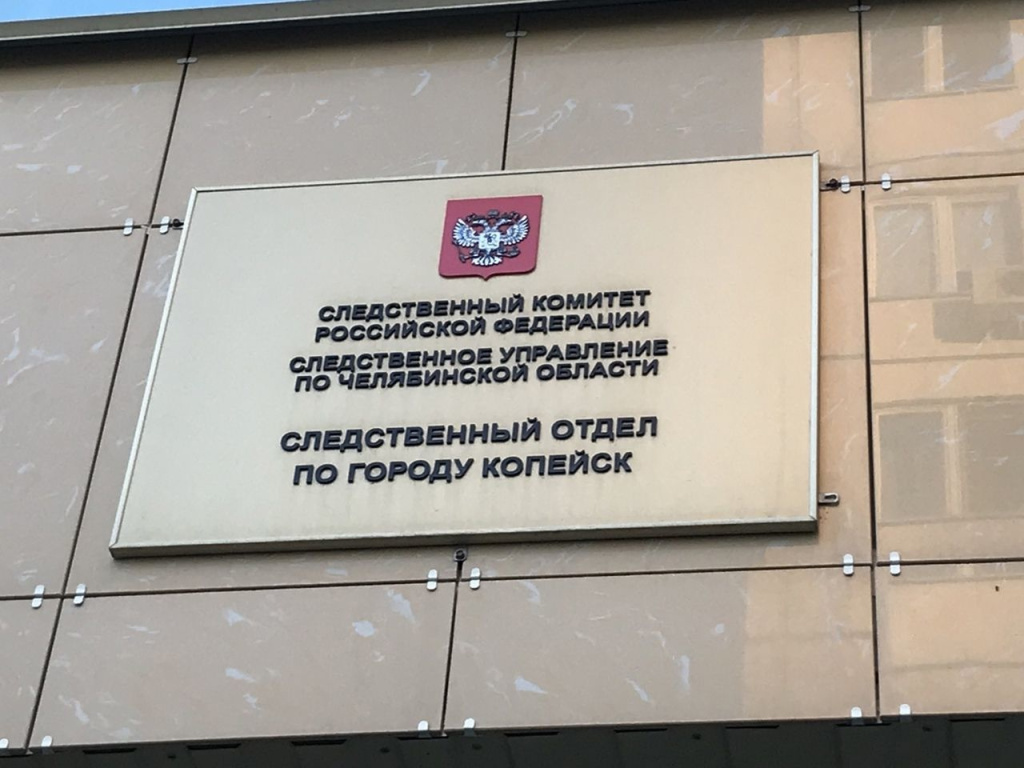 СЛЕДСТВЕННЫЙ КОМИТЕТ
РОССИЙСКОЙ ФЕДЕРАЦИИ
СЛЕДСТВЕННОЕ УПРАВЛЕНИЕ
ПО ЧЕЛЯБИНСКОЙ ОБЛАСТИ
СЛЕДСТВЕННЫЙ ОТДЕЛ
ПО ГОРОДУ КОПЕЙСК